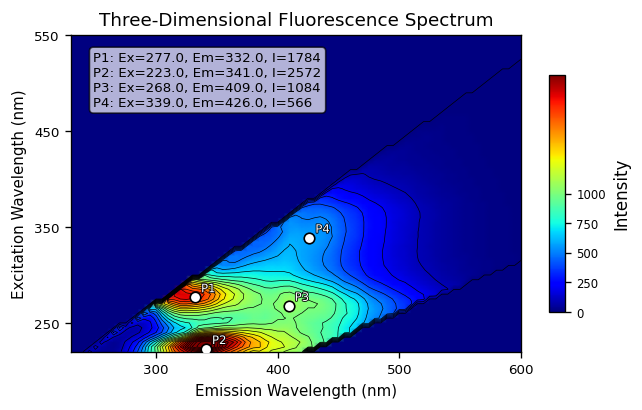 Three-Dimensional Fluorescence Spectrum
P1: Ex=277.0, Em=332.0, I=1784
P2: Ex=223.0, Em=341.0, I=2572
P3: Ex=268.0, Em=409.0, I=1084
P4: Ex=339.0, Em=426.0, I=566
550
450
350
250
Excitation Wavelength (nm)
P4
P1
P3
P2
300
400
500
600
Emission Wavelength (nm)
1000
750
500
250
0
Intensity